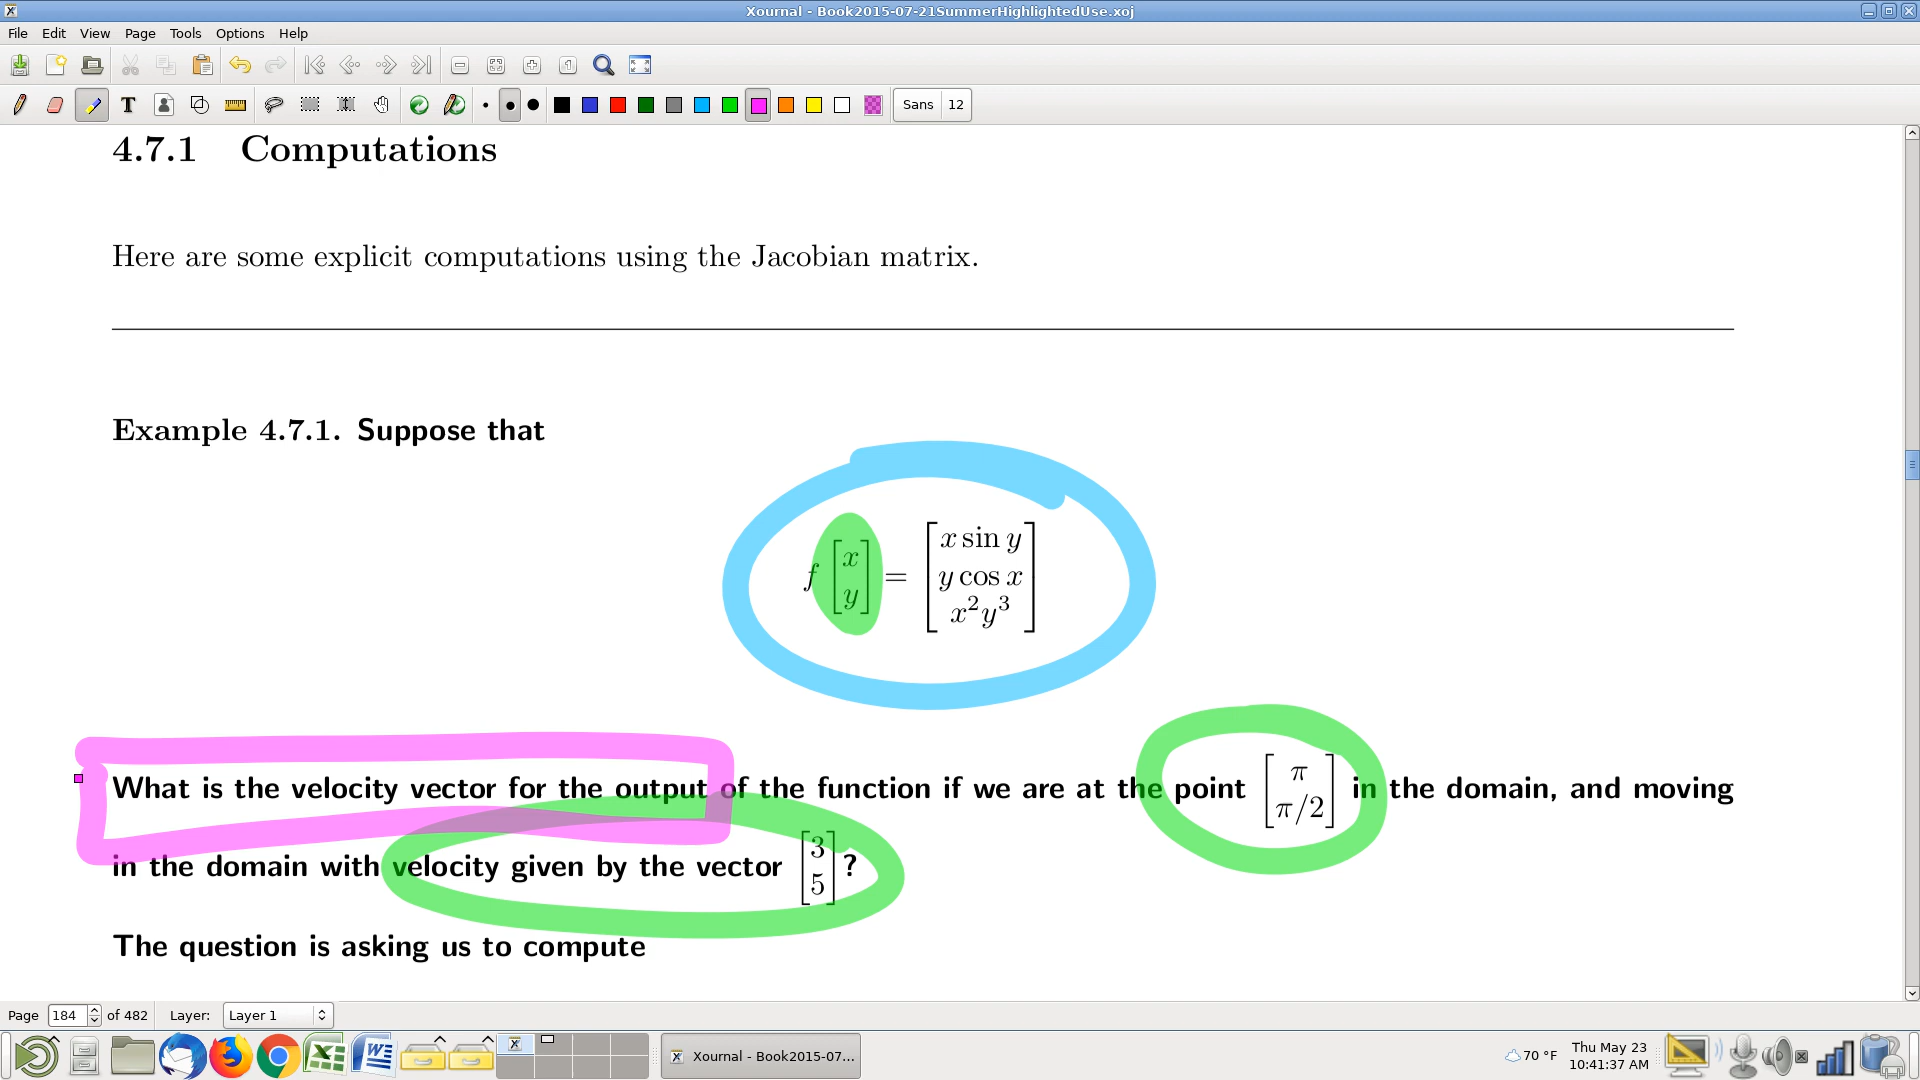 Xournal - Book2015-07-21SummerHighlightedUse.xoj
File Edit View Page Tools Options Help
Sans 12
4.7.1 Computations
Here are some explicit computations using the Jacobian matrix.
Example 4.7.1. Suppose that
f [x y] = [x sin y
y cos x
x²y³]
What is the velocity vector for the output of the function if we are at the point [π π/2] in the domain, and moving
in the domain with velocity given by the vector [3 5]?
The question is asking us to compute
Page 184 of 482 Layer: Layer 1
Xournal - Book2015-07...
70 °F
Thu May 23
10:41:37 AM